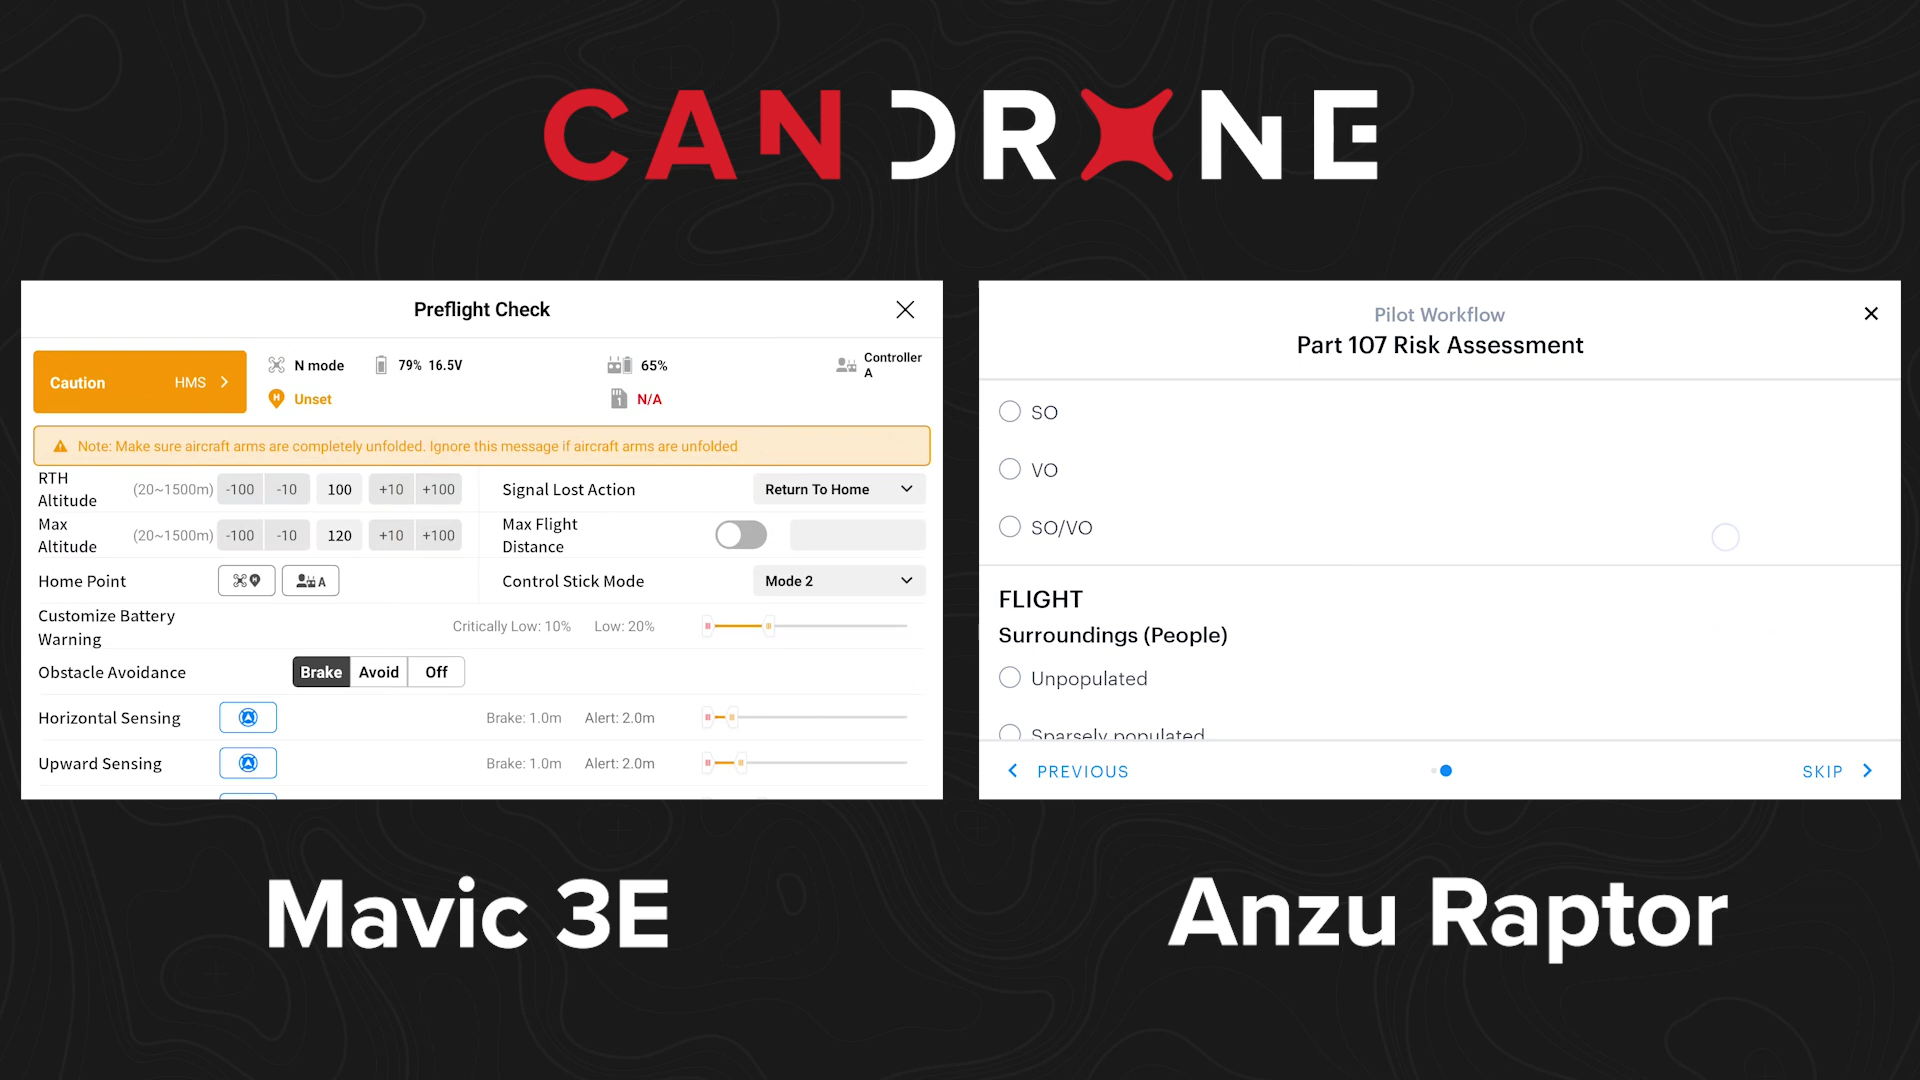 CANDRONE
Preflight Check
Caution HMS
N mode
79% 16.5V
65%
Controller A
Unset
1 N/A
Note: Make sure aircraft arms are completely unfolded. Ignore this message if aircraft arms are unfolded
RTH Altitude (20~1500m) -100 -10 100 +10 +100
Signal Lost Action Return To Home
Max Altitude (20~1500m) -100 -10 120 +10 +100
Max Flight Distance
Home Point H A
Control Stick Mode Mode 2
Customize Battery Warning Critically Low: 10% Low: 20%
Obstacle Avoidance Brake Avoid Off
Horizontal Sensing Brake: 1.0m Alert: 2.0m
Upward Sensing Brake: 1.0m Alert: 2.0m
Pilot Workflow
Part 107 Risk Assessment
SO
VO
SO/VO
FLIGHT
Surroundings (People)
Unpopulated
Sparsely populated
PREVIOUS
SKIP
Mavic 3E
Anzu Raptor